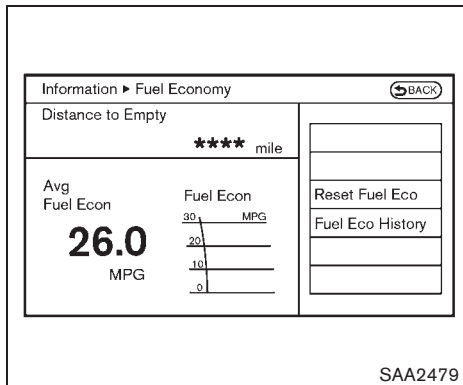 Information ▶ Fuel Economy
BACK
Distance to Empty
**** mile
Avg
Fuel Econ
26.0
MPG
Fuel Econ
30 MPG
20
10
0
Reset Fuel Eco
Fuel Eco History
SAA2479